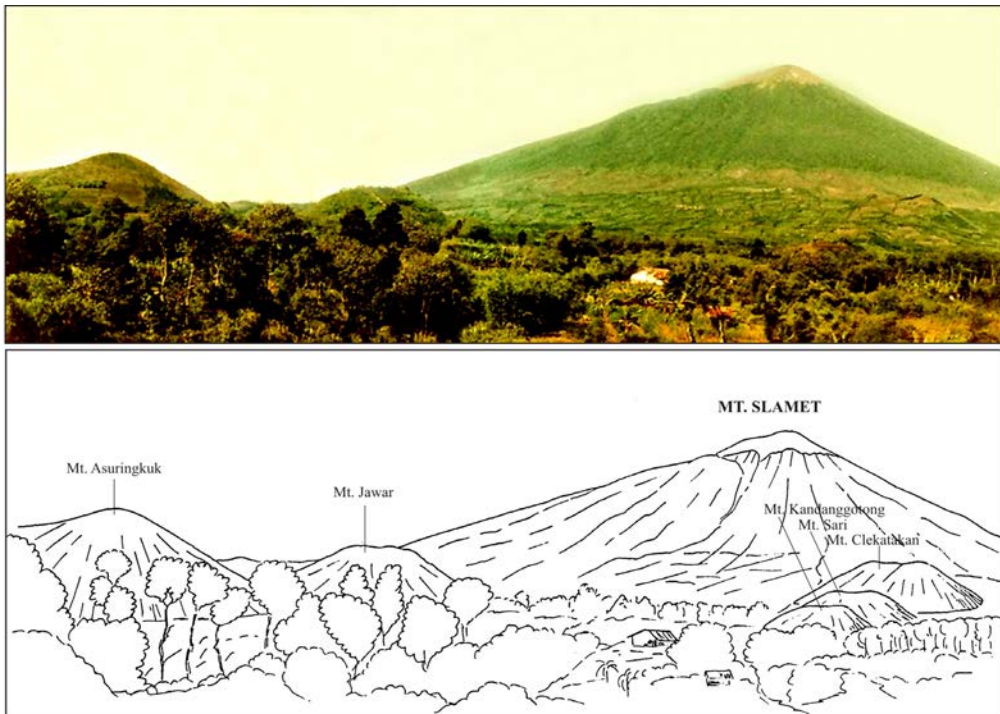 MT. SLAMET
Mt. Asuringkuk
Mt. Jawar
Mt. Kandanggotong
Mt. Sari
Mt. Clekatakan